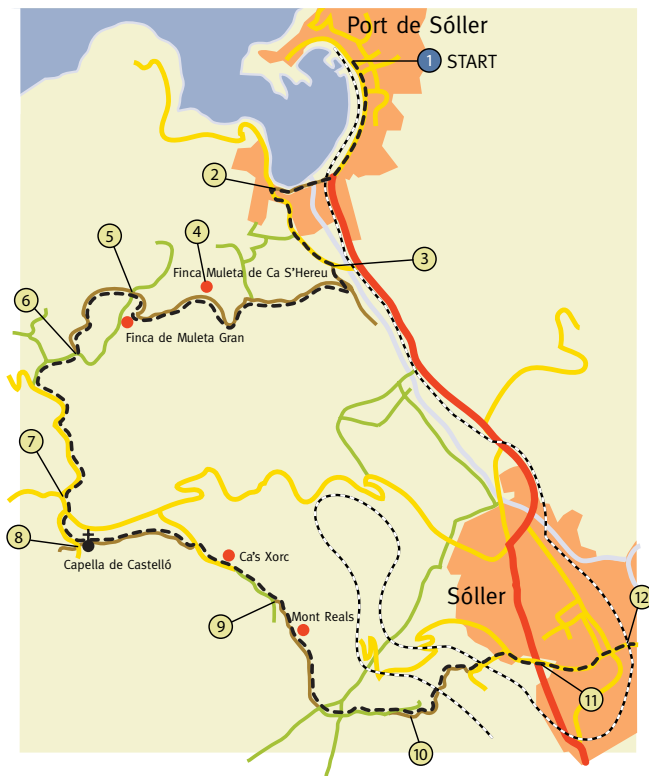 Port de Sóller
1 START
2
3
4
5
Finca Muleta de Ca S'Hereu
6
Finca de Muleta Gran
7
8
Capella de Castelló
Ca's Xorc
Sóller
12
Mont Reals
9
11
10